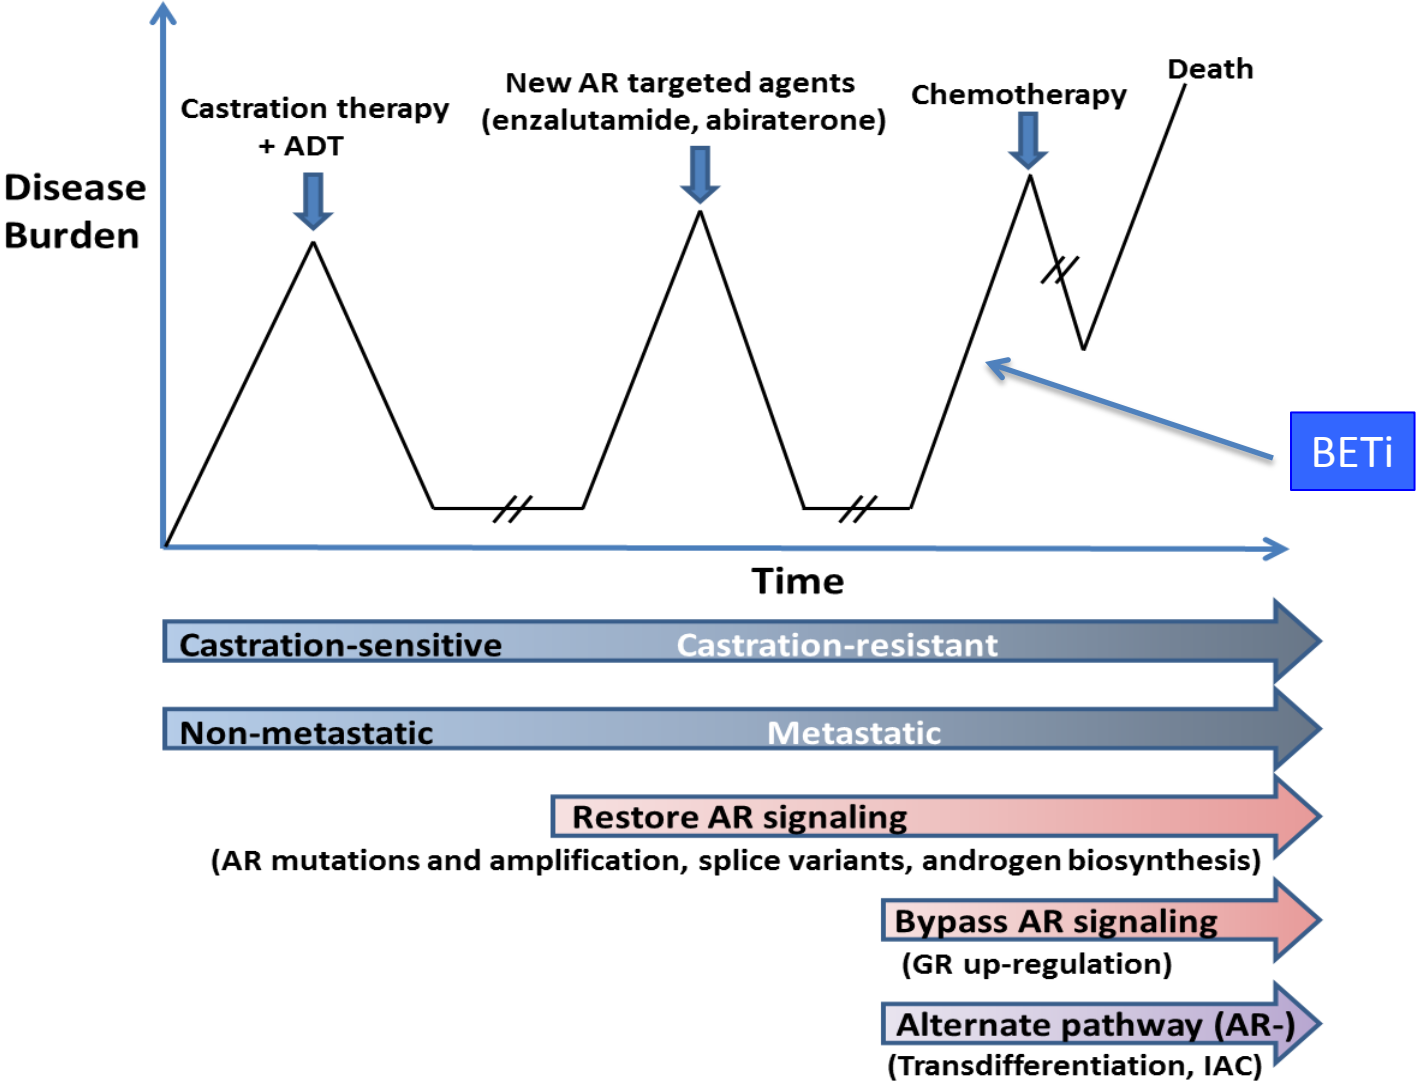 Death
New AR targeted agents
(enzalutamide, abiraterone)
Chemotherapy
Castration therapy
+ ADT
Disease
Burden
BETi
Time
Castration-sensitive Castration-resistant
Non-metastatic Metastatic
Restore AR signaling
(AR mutations and amplification, splice variants, androgen biosynthesis)
Bypass AR signaling
(GR up-regulation)
Alternate pathway (AR-)
(Transdifferentiation, IAC)